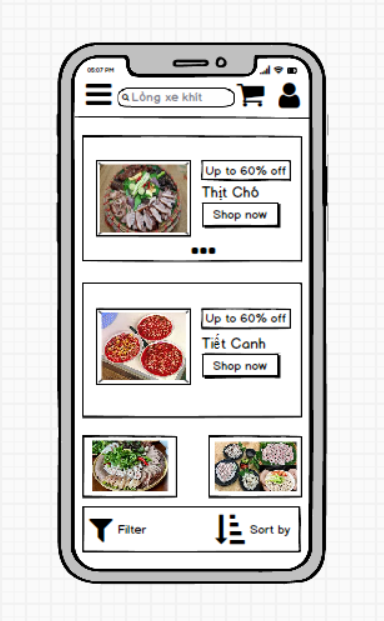 05:07 PM
Lòng xe khít
Up to 60% off
Thịt Chó
Shop now
Up to 60% off
Tiết Canh
Shop now
Filter
Sort by